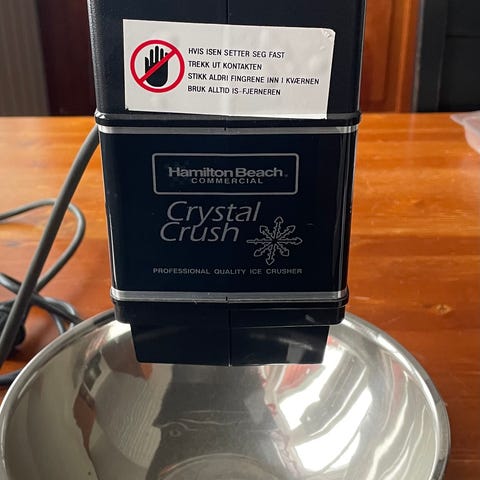 HVIS ISEN SETTER SEG FAST
TREKK UT KONTAKTEN
STIKK ALDRI FINGRENE INN I KVÆRNEN
BRUK ALLTID IS-FJERNEREN
Hamilton Beach®
COMMERCIAL
Crystal
Crush
PROFESSIONAL QUALITY ICE CRUSHER